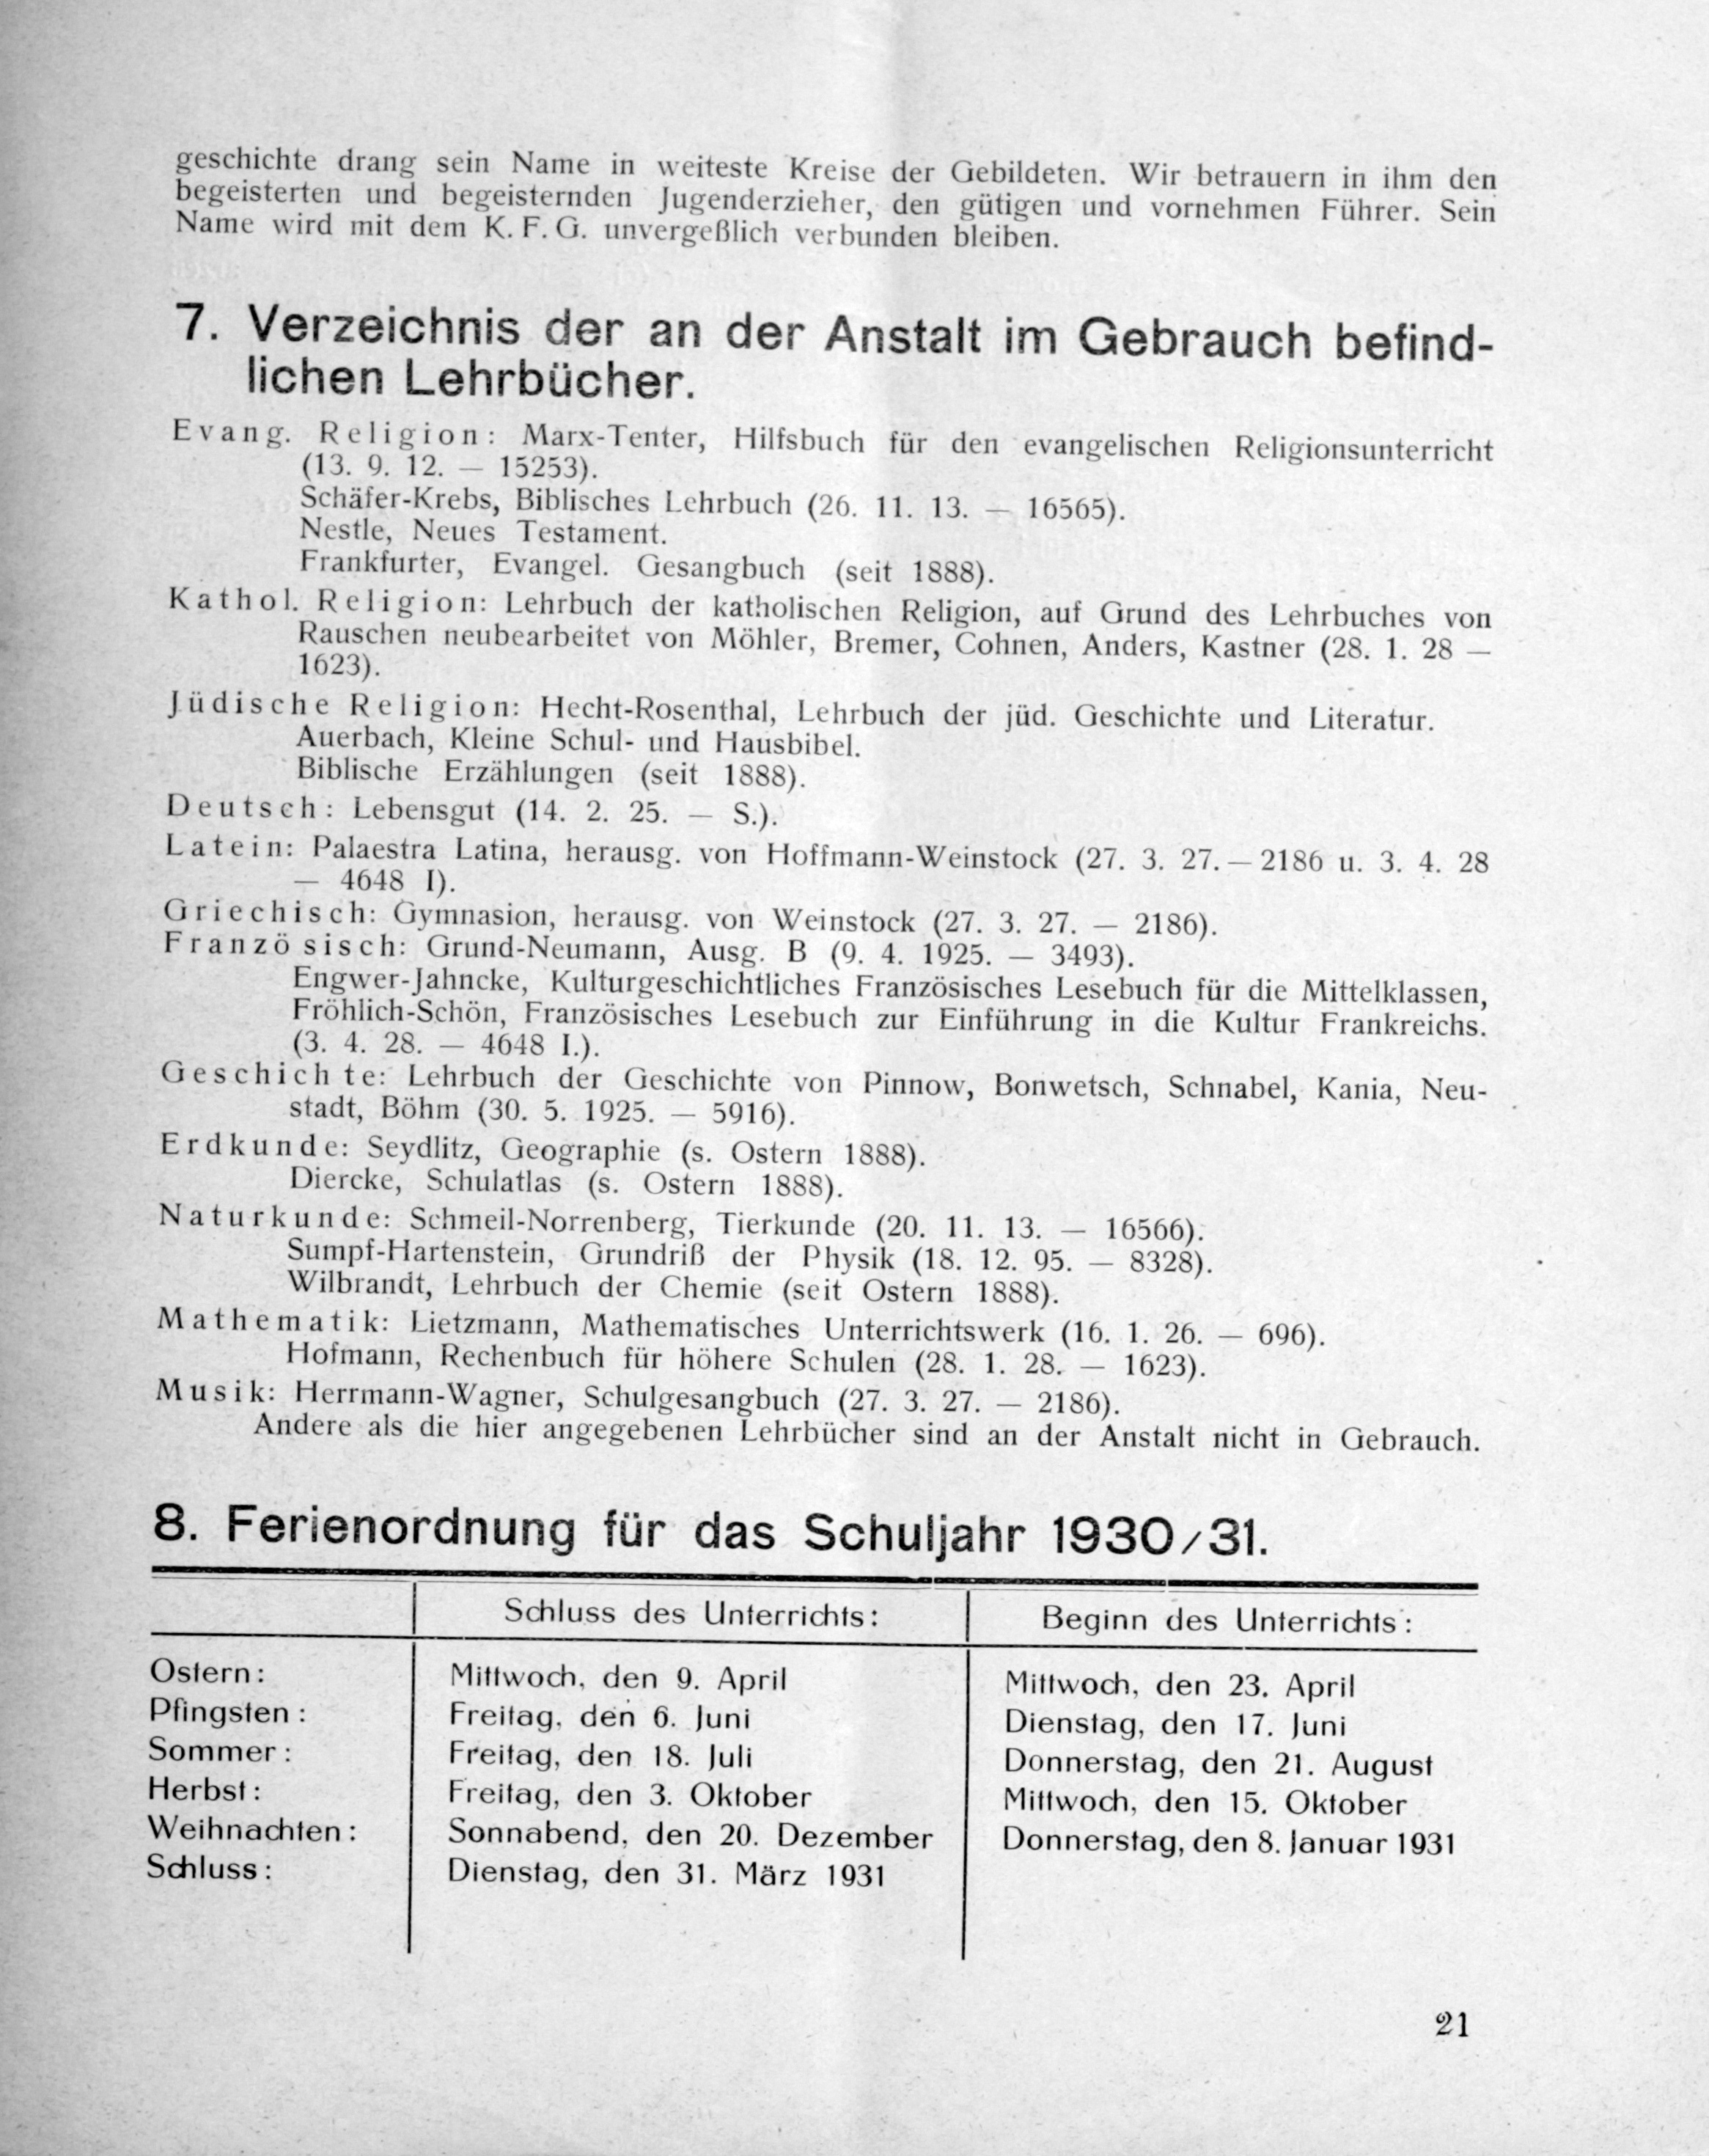 geschichte drang sein Name in weiteste Kreise der Gebildeten. Wir betrauern in ihm den
begeisterten und begeisternden Jugenderzieher, den gütigen und vornehmen Führer. Sein
Name wird mit dem K. F. G. unvergeßlich verbunden bleiben.
7. Verzeichnis der an der Anstalt im Gebrauch befind-
lichen Lehrbücher.
Evang. Religion: Marx-Tenter, Hilfsbuch für den evangelischen Religionsunterricht
(13. 9. 12. — 15253).
Schäfer-Krebs, Biblisches Lehrbuch (26. 11. 13. — 16565).
Nestle, Neues Testament.
Frankfurter, Evangel. Gesangbuch (seit 1888).
Kathol. Religion: Lehrbuch der katholischen Religion, auf Grund des Lehrbuches von
Rauschen neubearbeitet von Möhler, Bremer, Cohnen, Anders, Kastner (28. 1. 28 —
1623).
Jüdische Religion: Hecht-Rosenthal, Lehrbuch der jüd. Geschichte und Literatur.
Auerbach, Kleine Schul- und Hausbibel.
Biblische Erzählungen (seit 1888).
Deutsch: Lebensgut (14. 2. 25. — S.).
Latein: Palaestra Latina, herausg. von Hoffmann-Weinstock (27. 3. 27. — 2186 u. 3. 4. 28
— 4648 I).
Griechisch: Gymnasion, herausg. von Weinstock (27. 3. 27. — 2186).
Französisch: Grund-Neumann, Ausg. B (9. 4. 1925. — 3493).
Engwer-Jahncke, Kulturgeschichtliches Französisches Lesebuch für die Mittelklassen,
Fröhlich-Schön, Französisches Lesebuch zur Einführung in die Kultur Frankreichs.
(3. 4. 28. — 4648 I.).
Geschichte: Lehrbuch der Geschichte von Pinnow, Bonwetsch, Schnabel, Kania, Neu-
stadt, Böhm (30. 5. 1925. — 5916).
Erdkunde: Seydlitz, Geographie (s. Ostern 1888).
Diercke, Schulatlas (s. Ostern 1888).
Naturkunde: Schmeil-Norrenberg, Tierkunde (20. 11. 13. — 16566).
Sumpf-Hartenstein, Grundriß der Physik (18. 12. 95. — 8328).
Wilbrandt, Lehrbuch der Chemie (seit Ostern 1888).
Mathematik: Lietzmann, Mathematisches Unterrichtswerk (16. 1. 26. — 696).
Hofmann, Rechenbuch für höhere Schulen (28. 1. 28. — 1623).
Musik: Herrmann-Wagner, Schulgesangbuch (27. 3. 27. — 2186).
Andere als die hier angegebenen Lehrbücher sind an der Anstalt nicht in Gebrauch.
8. Ferienordnung für das Schuljahr 1930/31.
Schluss des Unterrichts: Beginn des Unterrichts:
Ostern: Mittwoch, den 9. April Mittwoch, den 23. April
Pfingsten: Freitag, den 6. Juni Dienstag, den 17. Juni
Sommer: Freitag, den 18. Juli Donnerstag, den 21. August
Herbst: Freitag, den 3. Oktober Mittwoch, den 15. Oktober
Weihnachten: Sonnabend, den 20. Dezember Donnerstag, den 8. Januar 1931
Schluss: Dienstag, den 31. März 1931
21